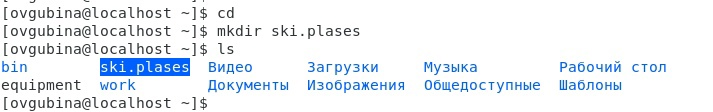 [ovgubina@localhost ~]$ cd
[ovgubina@localhost ~]$ mkdir ski.plases
[ovgubina@localhost ~]$ ls
bin ski.plases Видео Загрузки Музыка Рабочий стол
equipment work Документы Изображения Общедоступные Шаблоны
[ovgubina@localhost ~]$